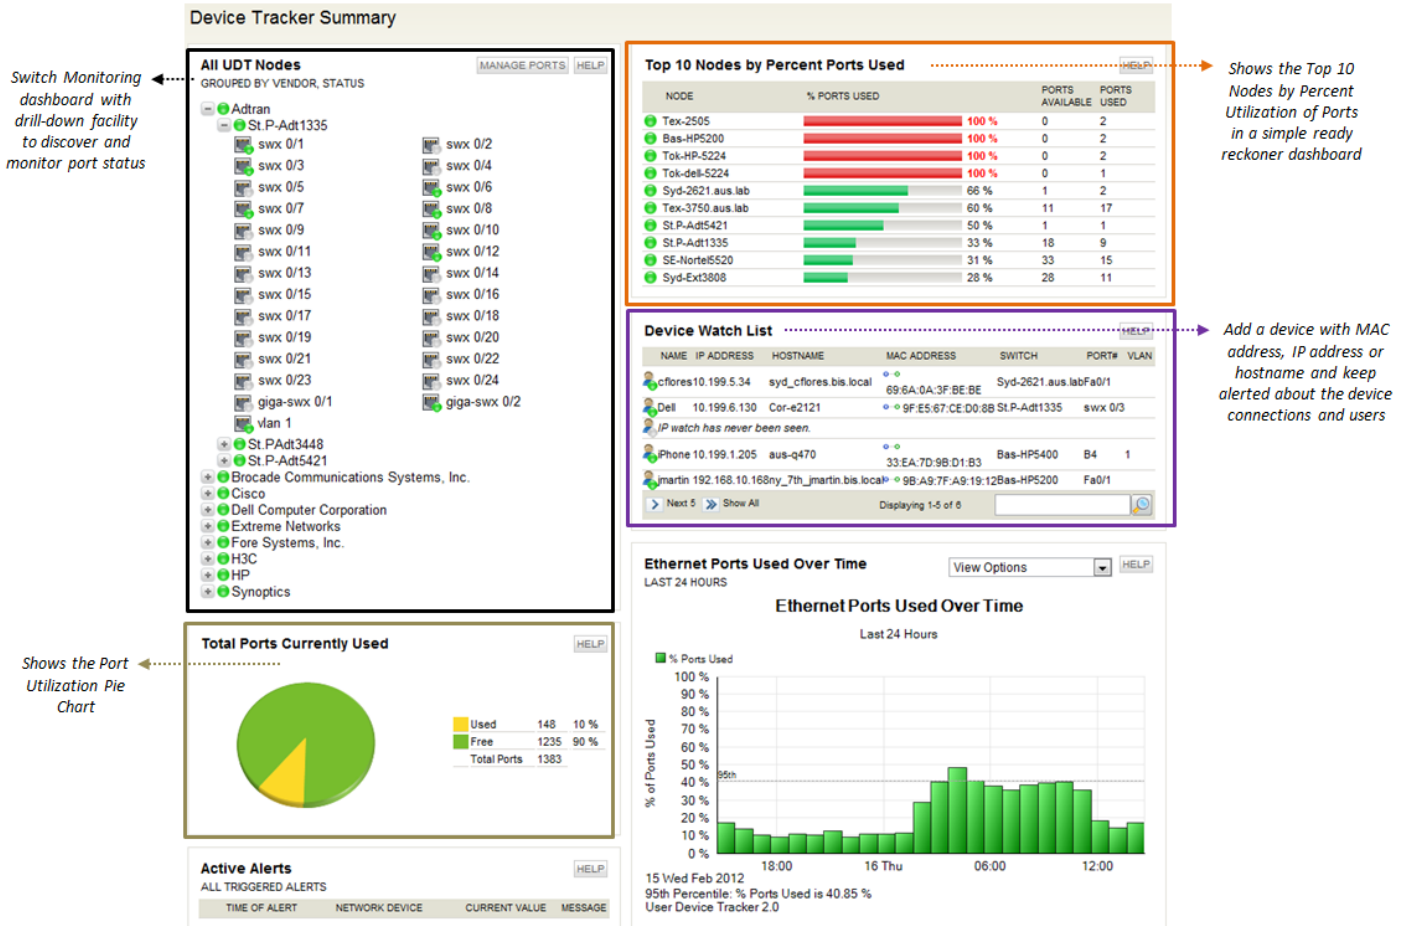 Device Tracker Summary
Switch Monitoring
dashboard with
drill-down facility
to discover and
monitor port status
All UDT Nodes
MANAGE PORTS
HELP
GROUPED BY VENDOR, STATUS
Adtran
St.P-Adt1335
swx 0/1 swx 0/2
swx 0/3 swx 0/4
swx 0/5 swx 0/6
swx 0/7 swx 0/8
swx 0/9 swx 0/10
swx 0/11 swx 0/12
swx 0/13 swx 0/14
swx 0/15 swx 0/16
swx 0/17 swx 0/18
swx 0/19 swx 0/20
swx 0/21 swx 0/22
swx 0/23 swx 0/24
giga-swx 0/1 giga-swx 0/2
vlan 1
St.PAdt3448
St.P-Adt5421
Brocade Communications Systems, Inc.
Cisco
Dell Computer Corporation
Extreme Networks
Fore Systems, Inc.
H3C
HP
Synoptics
Shows the Port
Utilization Pie
Chart
Total Ports Currently Used
HELP
Used 148 10 %
Free 1235 90 %
Total Ports 1383
Active Alerts
HELP
ALL TRIGGERED ALERTS
TIME OF ALERT NETWORK DEVICE CURRENT VALUE MESSAGE
Top 10 Nodes by Percent Ports Used
HELP
NODE % PORTS USED PORTS AVAILABLE PORTS USED
Tex-2505 100 % 0 2
Bas-HP5200 100 % 0 2
Tok-HP-5224 100 % 0 2
Tok-dell-5224 100 % 0 1
Syd-2621.aus.lab 66 % 1 2
Tex-3750.aus.lab 60 % 11 17
St.P-Adt5421 50 % 1 1
St.P-Adt1335 33 % 18 9
SE-Nortel5520 31 % 33 15
Syd-Ext3808 28 % 28 11
Shows the Top 10
Nodes by Percent
Utilization of Ports
in a simple ready
reckoner dashboard
Device Watch List
HELP
NAME IP ADDRESS HOSTNAME MAC ADDRESS SWITCH PORT# VLAN
cflores 10.199.5.34 syd_cflores.bis.local 69:6A:0A:3F:BE:BE Syd-2621.aus.lab Fa0/1
Dell 10.199.6.130 Cor-e2121 9F:E5:67:CE:D0:8B St.P-Adt1335 swx 0/3
IP watch has never been seen.
iPhone 10.199.1.205 aus-q470 33:EA:7D:9B:D1:B3 Bas-HP5400 B4 1
jmartin 192.168.10.168 ny_7th_jmartin.bis.local 9B:A9:7F:A9:19:12 Bas-HP5200 Fa0/1
Next 5 Show All Displaying 1-5 of 6
Add a device with MAC
address, IP address or
hostname and keep
alerted about the device
connections and users
Ethernet Ports Used Over Time
View Options
HELP
LAST 24 HOURS
Ethernet Ports Used Over Time
Last 24 Hours
% Ports Used
% of Ports Used
100 %
90 %
80 %
70 %
60 %
50 %
40 %
30 %
20 %
10 %
0 %
95th
18:00 16 Thu 06:00 12:00
15 Wed Feb 2012
95th Percentile: % Ports Used is 40.85 %
User Device Tracker 2.0